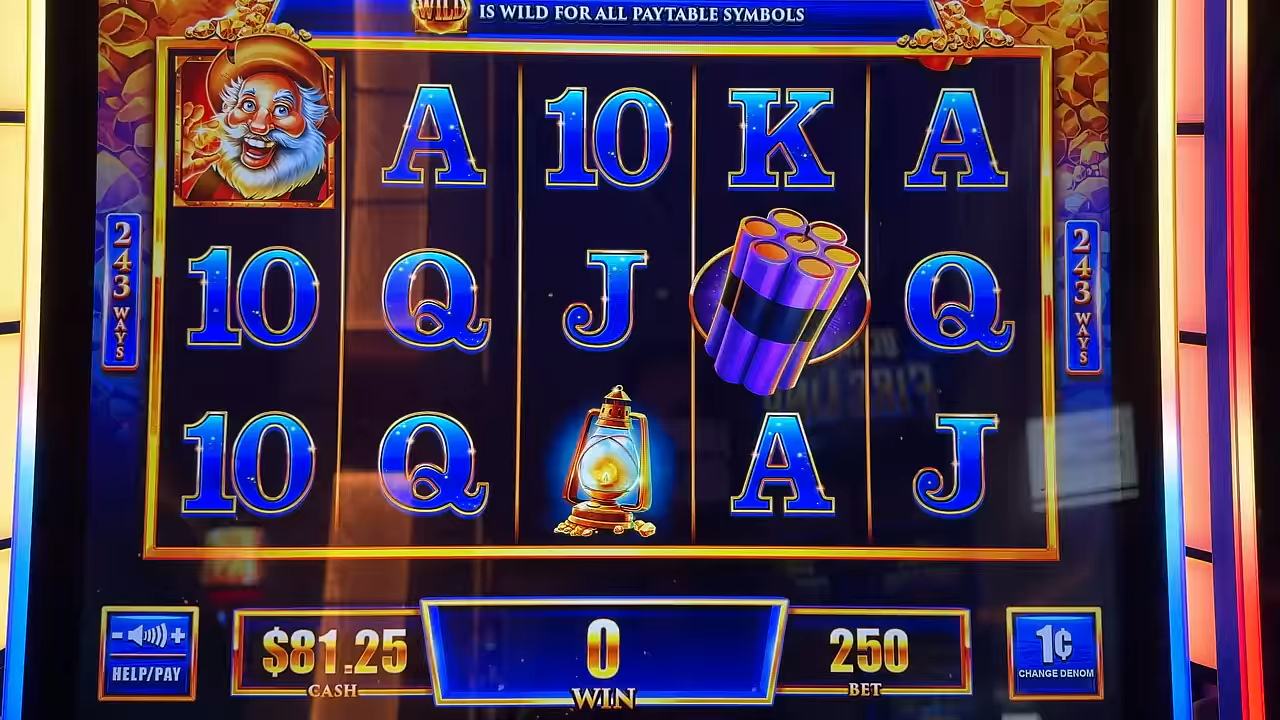 WILD IS WILD FOR ALL PAYTABLE SYMBOLS
A 10 K A
243 WAYS
10 Q J Q
243 WAYS
10 Q A J
- +
HELP/PAY
$81.25
CASH
0
WIN
250
BET
1¢
CHANGE DENOM